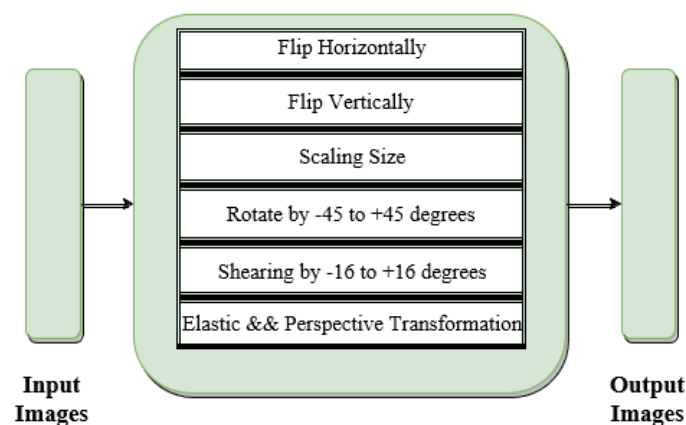 Flip Horizontally
Flip Vertically
Scaling Size
Rotate by -45 to +45 degrees
Shearing by -16 to +16 degrees
Elastic && Perspective Transformation
Input
Images
Output
Images